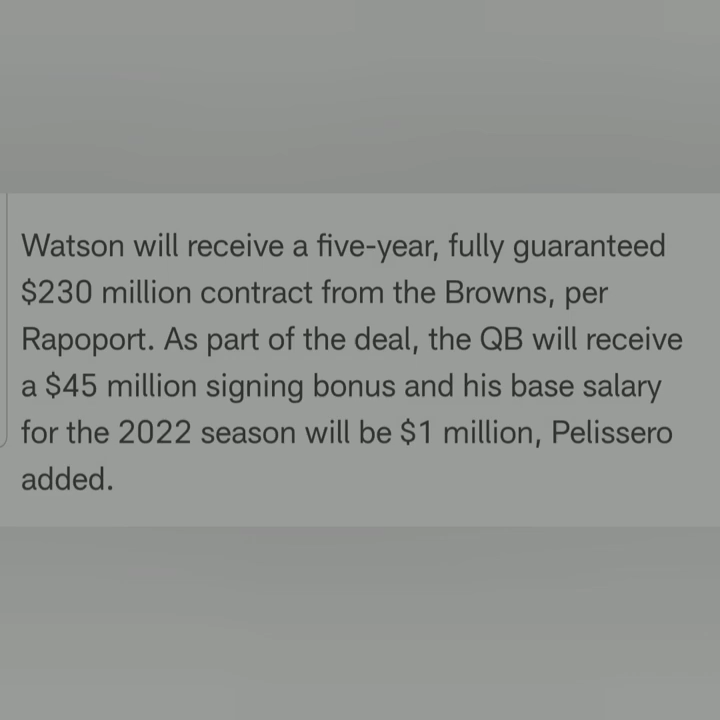 Watson will receive a five-year, fully guaranteed
$230 million contract from the Browns, per
Rapoport. As part of the deal, the QB will receive
a $45 million signing bonus and his base salary
for the 2022 season will be $1 million, Pelissero
added.